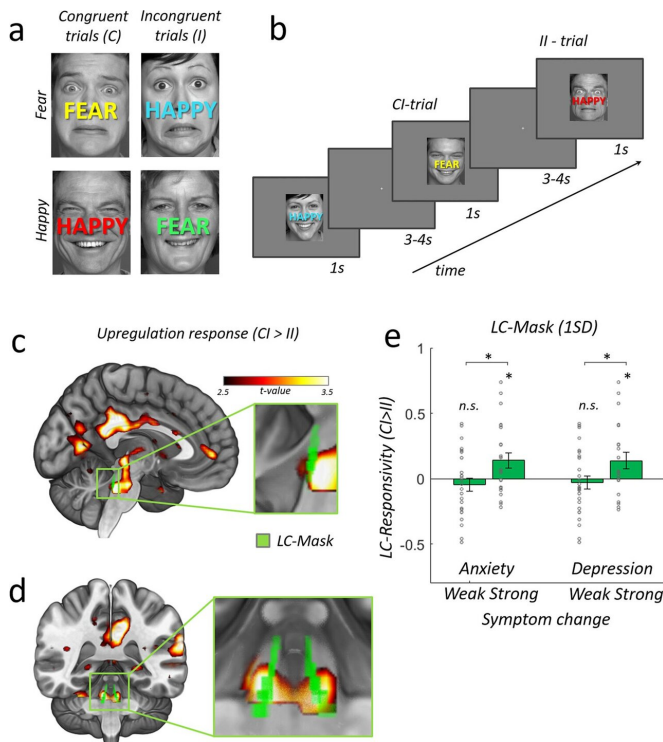 a
Congruent trials (C)
Incongruent trials (I)
Fear
FEAR
HAPPY
Happy
HAPPY
FEAR
b
II - trial
HAPPY
1s
CI-trial
3-4s
FEAR
1s
3-4s
HAPPY
1s
time
c
Upregulation response (CI > II)
2.5
t-value
3.5
LC-Mask
d
e
LC-Mask (1SD)
LC-Responsivity (CI>II)
1
0.5
0
-0.5
n.s.
*
*
n.s.
*
*
Anxiety
Depression
Weak Strong
Weak Strong
Symptom change